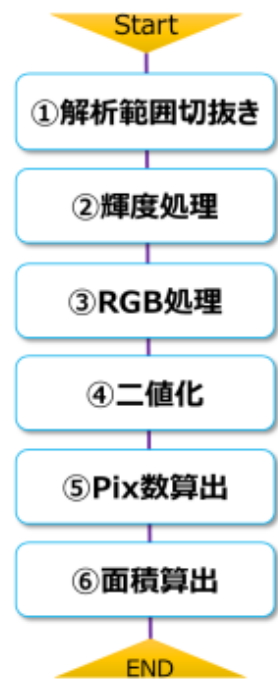 Start
①解析範囲切抜き
②輝度処理
③RGB処理
④二値化
⑤Pix数算出
⑥面積算出
END